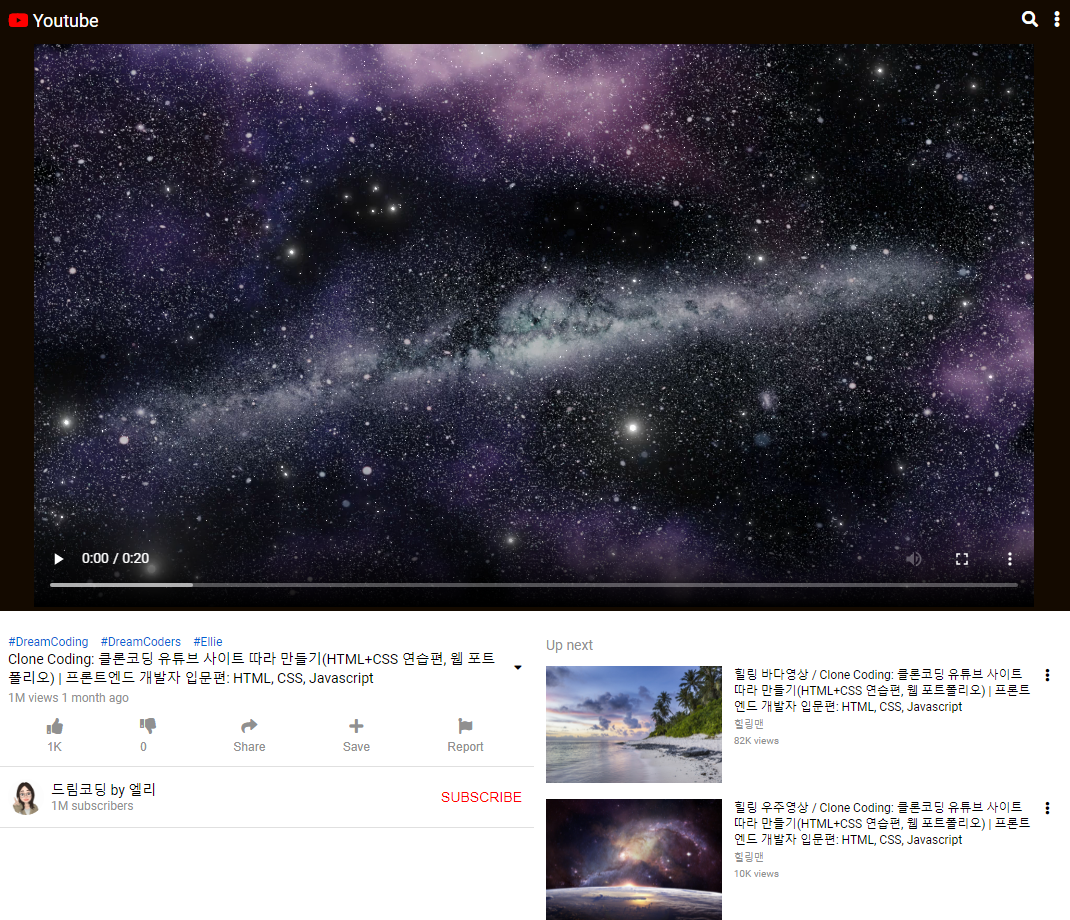 Youtube
0:00 / 0:20
#DreamCoding #DreamCoders #Ellie
Clone Coding: 클론코딩 유튜브 사이트 따라 만들기(HTML+CSS 연습편, 웹 포트
폴리오) | 프론트엔드 개발자 입문편: HTML, CSS, Javascript
1M views 1 month ago
1K 0 Share Save Report
드림코딩 by 엘리
1M subscribers
SUBSCRIBE
Up next
힐링 바다영상 / Clone Coding: 클론코딩 유튜브 사이트
따라 만들기(HTML+CSS 연습편, 웹 포트폴리오) | 프론트
엔드 개발자 입문편: HTML, CSS, Javascript
힐링맨
82K views
힐링 우주영상 / Clone Coding: 클론코딩 유튜브 사이트
따라 만들기(HTML+CSS 연습편, 웹 포트폴리오) | 프론트
엔드 개발자 입문편: HTML, CSS, Javascript
힐링맨
10K views